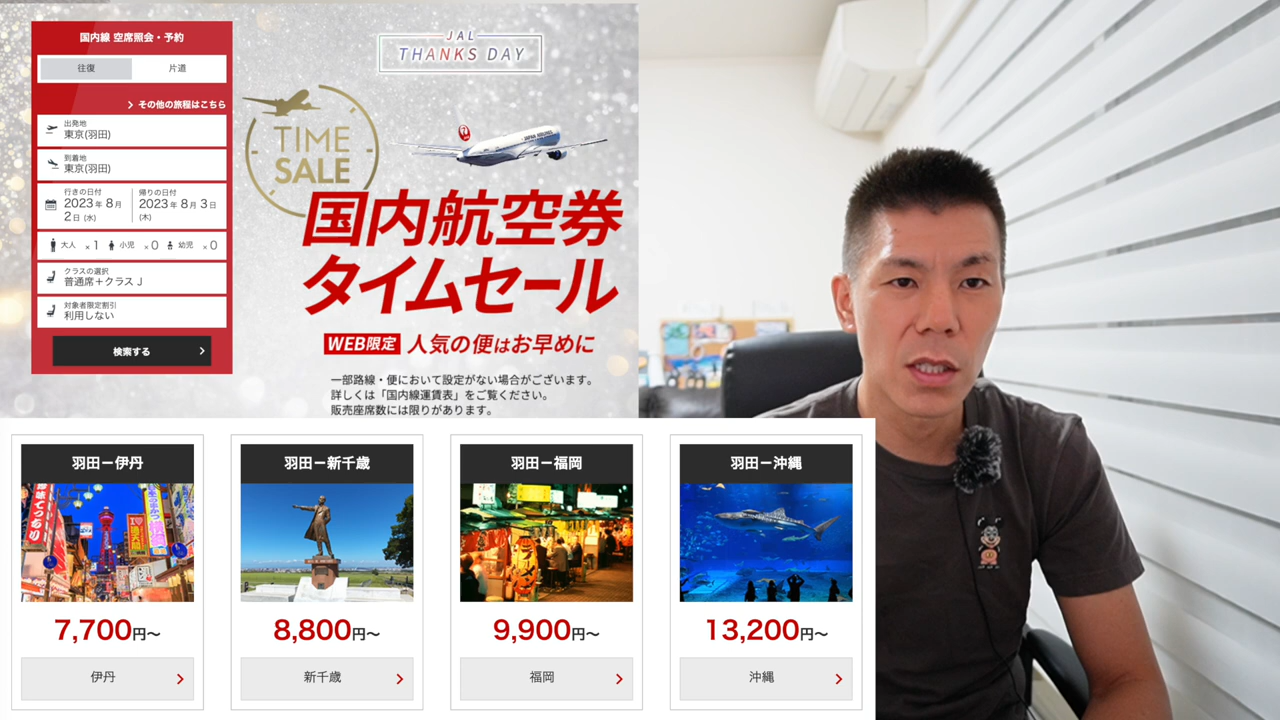 国内線 空席照会・予約
往復
片道
その他の旅程はこちら
出発地
東京(羽田)
到着地
東京(羽田)
行きの日付
2023年 8月
2日 (水)
帰りの日付
2023年 8月 3日
(木)
大人 ×1 小児 ×0 幼児 ×0
クラスの選択
普通席+クラス J
対象者限定割引
利用しない
検索する
JAL
THANKS DAY
TIME
SALE
JAPAN AIRLINES
国内航空券
タイムセール
WEB限定 人気の便はお早めに
一部路線・便において設定がない場合がございます。
詳しくは「国内線運賃表」をご覧ください。
販売座席数には限りがあります。
羽田ー伊丹
7,700円〜
伊丹
羽田ー新千歳
8,800円〜
新千歳
羽田ー福岡
9,900円〜
福岡
羽田ー沖縄
13,200円〜
沖縄